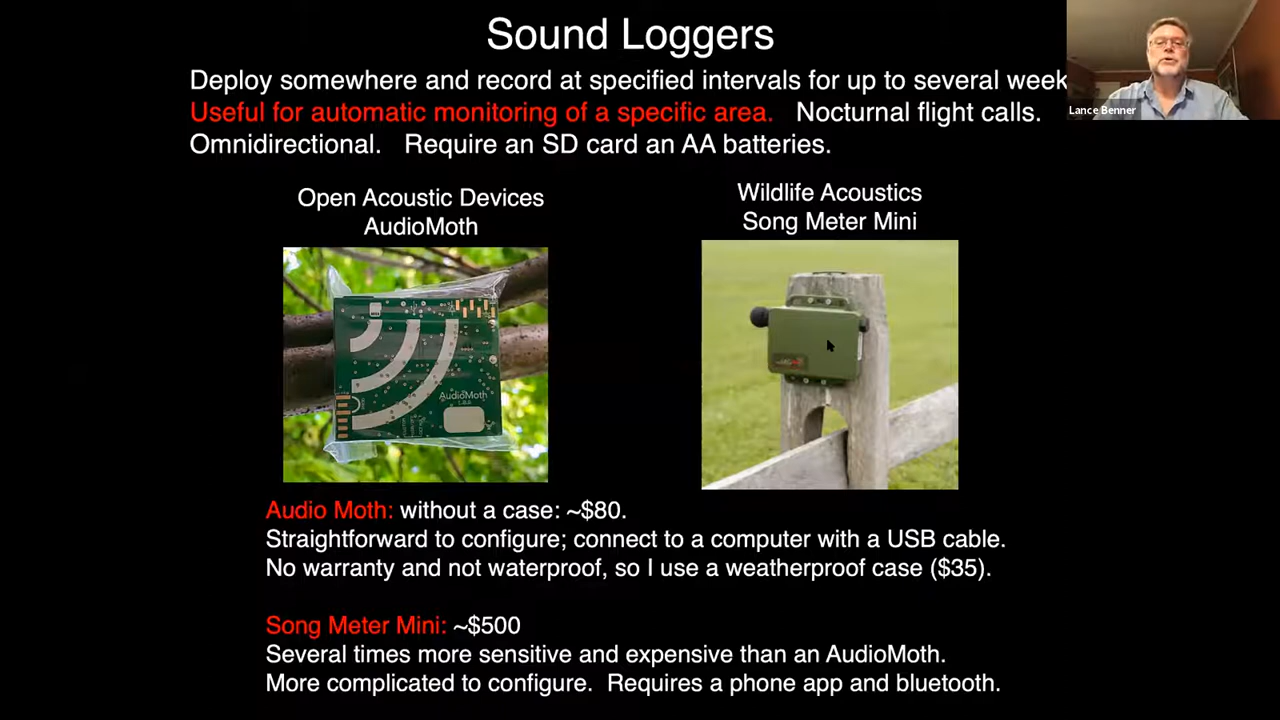 Sound Loggers
Deploy somewhere and record at specified intervals for up to several week
Useful for automatic monitoring of a specific area. Nocturnal flight calls.
Omnidirectional. Require an SD card an AA batteries.
Lance Benner
Open Acoustic Devices
AudioMoth
Wildlife Acoustics
Song Meter Mini
AudioMoth
Audio Moth: without a case: ~$80.
Straightforward to configure; connect to a computer with a USB cable.
No warranty and not waterproof, so I use a weatherproof case ($35).
Song Meter Mini: ~$500
Several times more sensitive and expensive than an AudioMoth.
More complicated to configure. Requires a phone app and bluetooth.